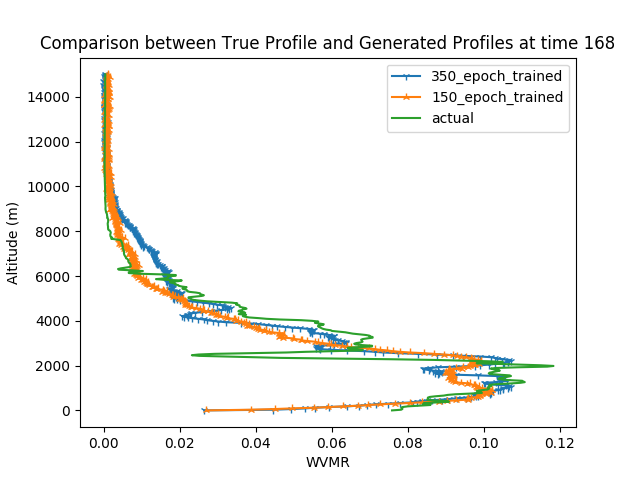 Comparison between True Profile and Generated Profiles at time 168
350_epoch_trained
150_epoch_trained
actual
Altitude (m)
14000
12000
10000
8000
6000
4000
2000
0
0.00 0.02 0.04 0.06 0.08 0.10 0.12
WVMR